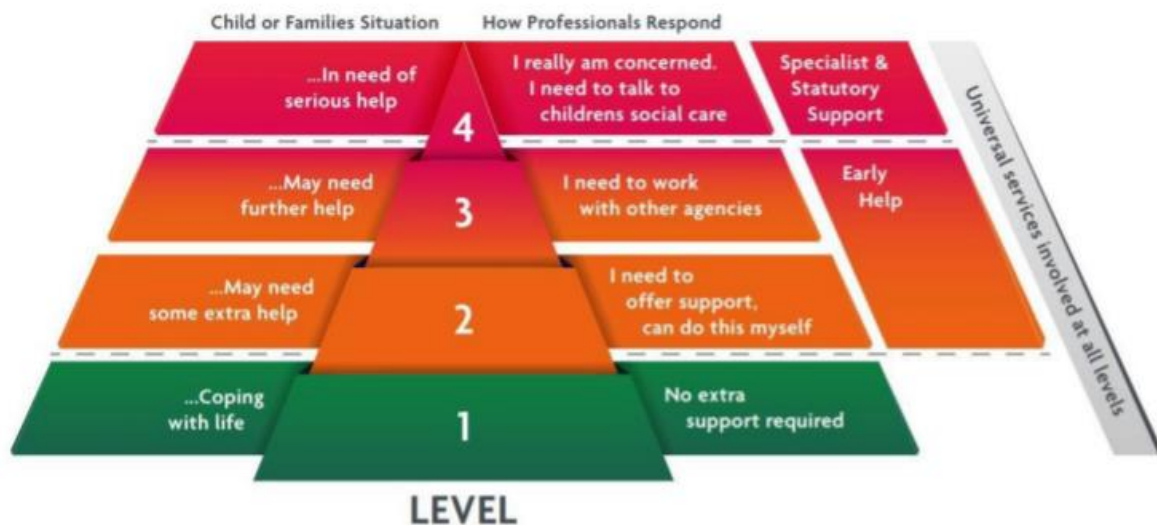 Child or Families Situation
How Professionals Respond
...In need of
serious help
4
I really am concerned.
I need to talk to
childrens social care
Specialist &
Statutory
Support
...May need
further help
3
I need to work
with other agencies
Early
Help
...May need
some extra help
2
I need to
offer support,
can do this myself
...Coping
with life
1
No extra
support required
Universal services involved at all levels
LEVEL